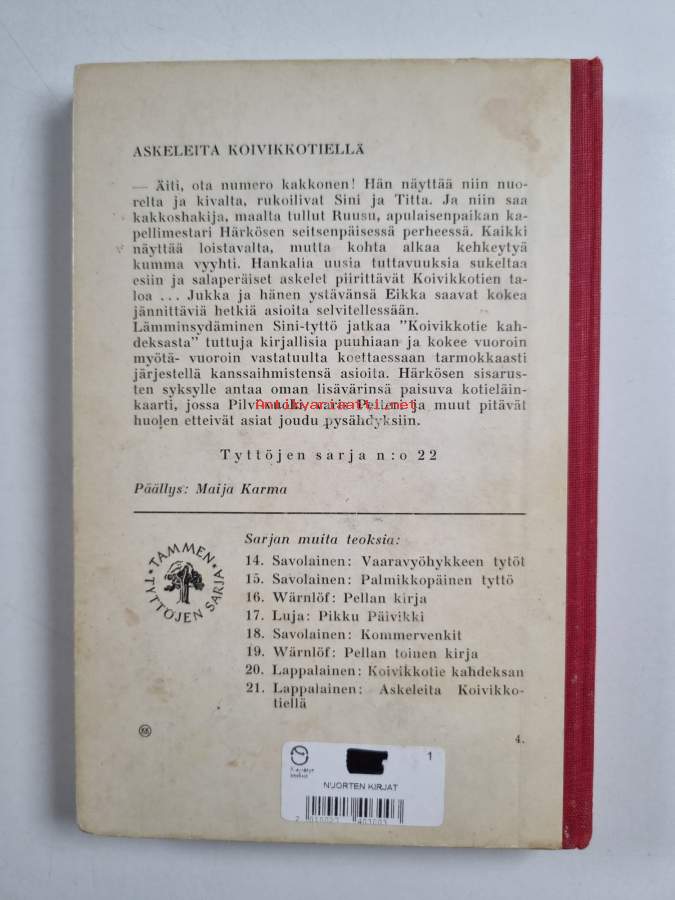 ASKELEITA KOIVIKKOTIELLÄ
— Äiti, ota numero kakkonen! Hän näyttää niin nuo-
relta ja kivalta, rukoilivat Sini ja Titta. Ja niin saa
kakkoshakija, maalta tullut Ruusu, apulaisenpaikan ka-
pellimestari Härkösen seitsenpäisessä perheessä. Kaikki
näyttää loistavalta, mutta kohta alkaa kehkeytyä
kumma vyyhti. Hankalia uusia tuttavuuksia sukeltaa
esiin ja salaperäiset askelet piirittävät Koivikkotien ta-
loa ... Jukka ja hänen ystävänsä Eikka saavat kokea
jännittäviä hetkiä asioita selvitellessään.
Lämminsydäminen Sini-tyttö jatkaa "Koivikkotie kah-
deksasta" tuttuja kirjallisia puuhiaan ja kokee vuoroin
myötä- vuoroin vastatuulta koettaessaan tarmokkaasti
järjestellä kanssaihmistensä asioita. Härkösen sisarus-
ten syksylle antaa oman lisävärinsä paisuva kotieläin-
kaarti, jossa ja muut pitävät
Antikvariaatti.net
huolen etteivät asiat joudu pysähdyksiin.
Tyttöjen sarja n:o 22
Päällys: Maija Karma
TAMMEN
TYTTÖJEN SARJA
Sarjan muita teoksia:
14. Savolainen: Vaaravyöhykkeen tytöt
15. Savolainen: Palmikkopäinen tyttö
16. Wärnlöf: Pellan kirja
17. Luja: Pikku Päivikki
18. Savolainen: Kommervenkit
19. Wärnlöf: Pellan toinen kirja
20. Lappalainen: Koivikkotie kahdeksan
21. Lappalainen: Askeleita Koivikko-
tiellä
4.
1
NUORTEN KIRJAT